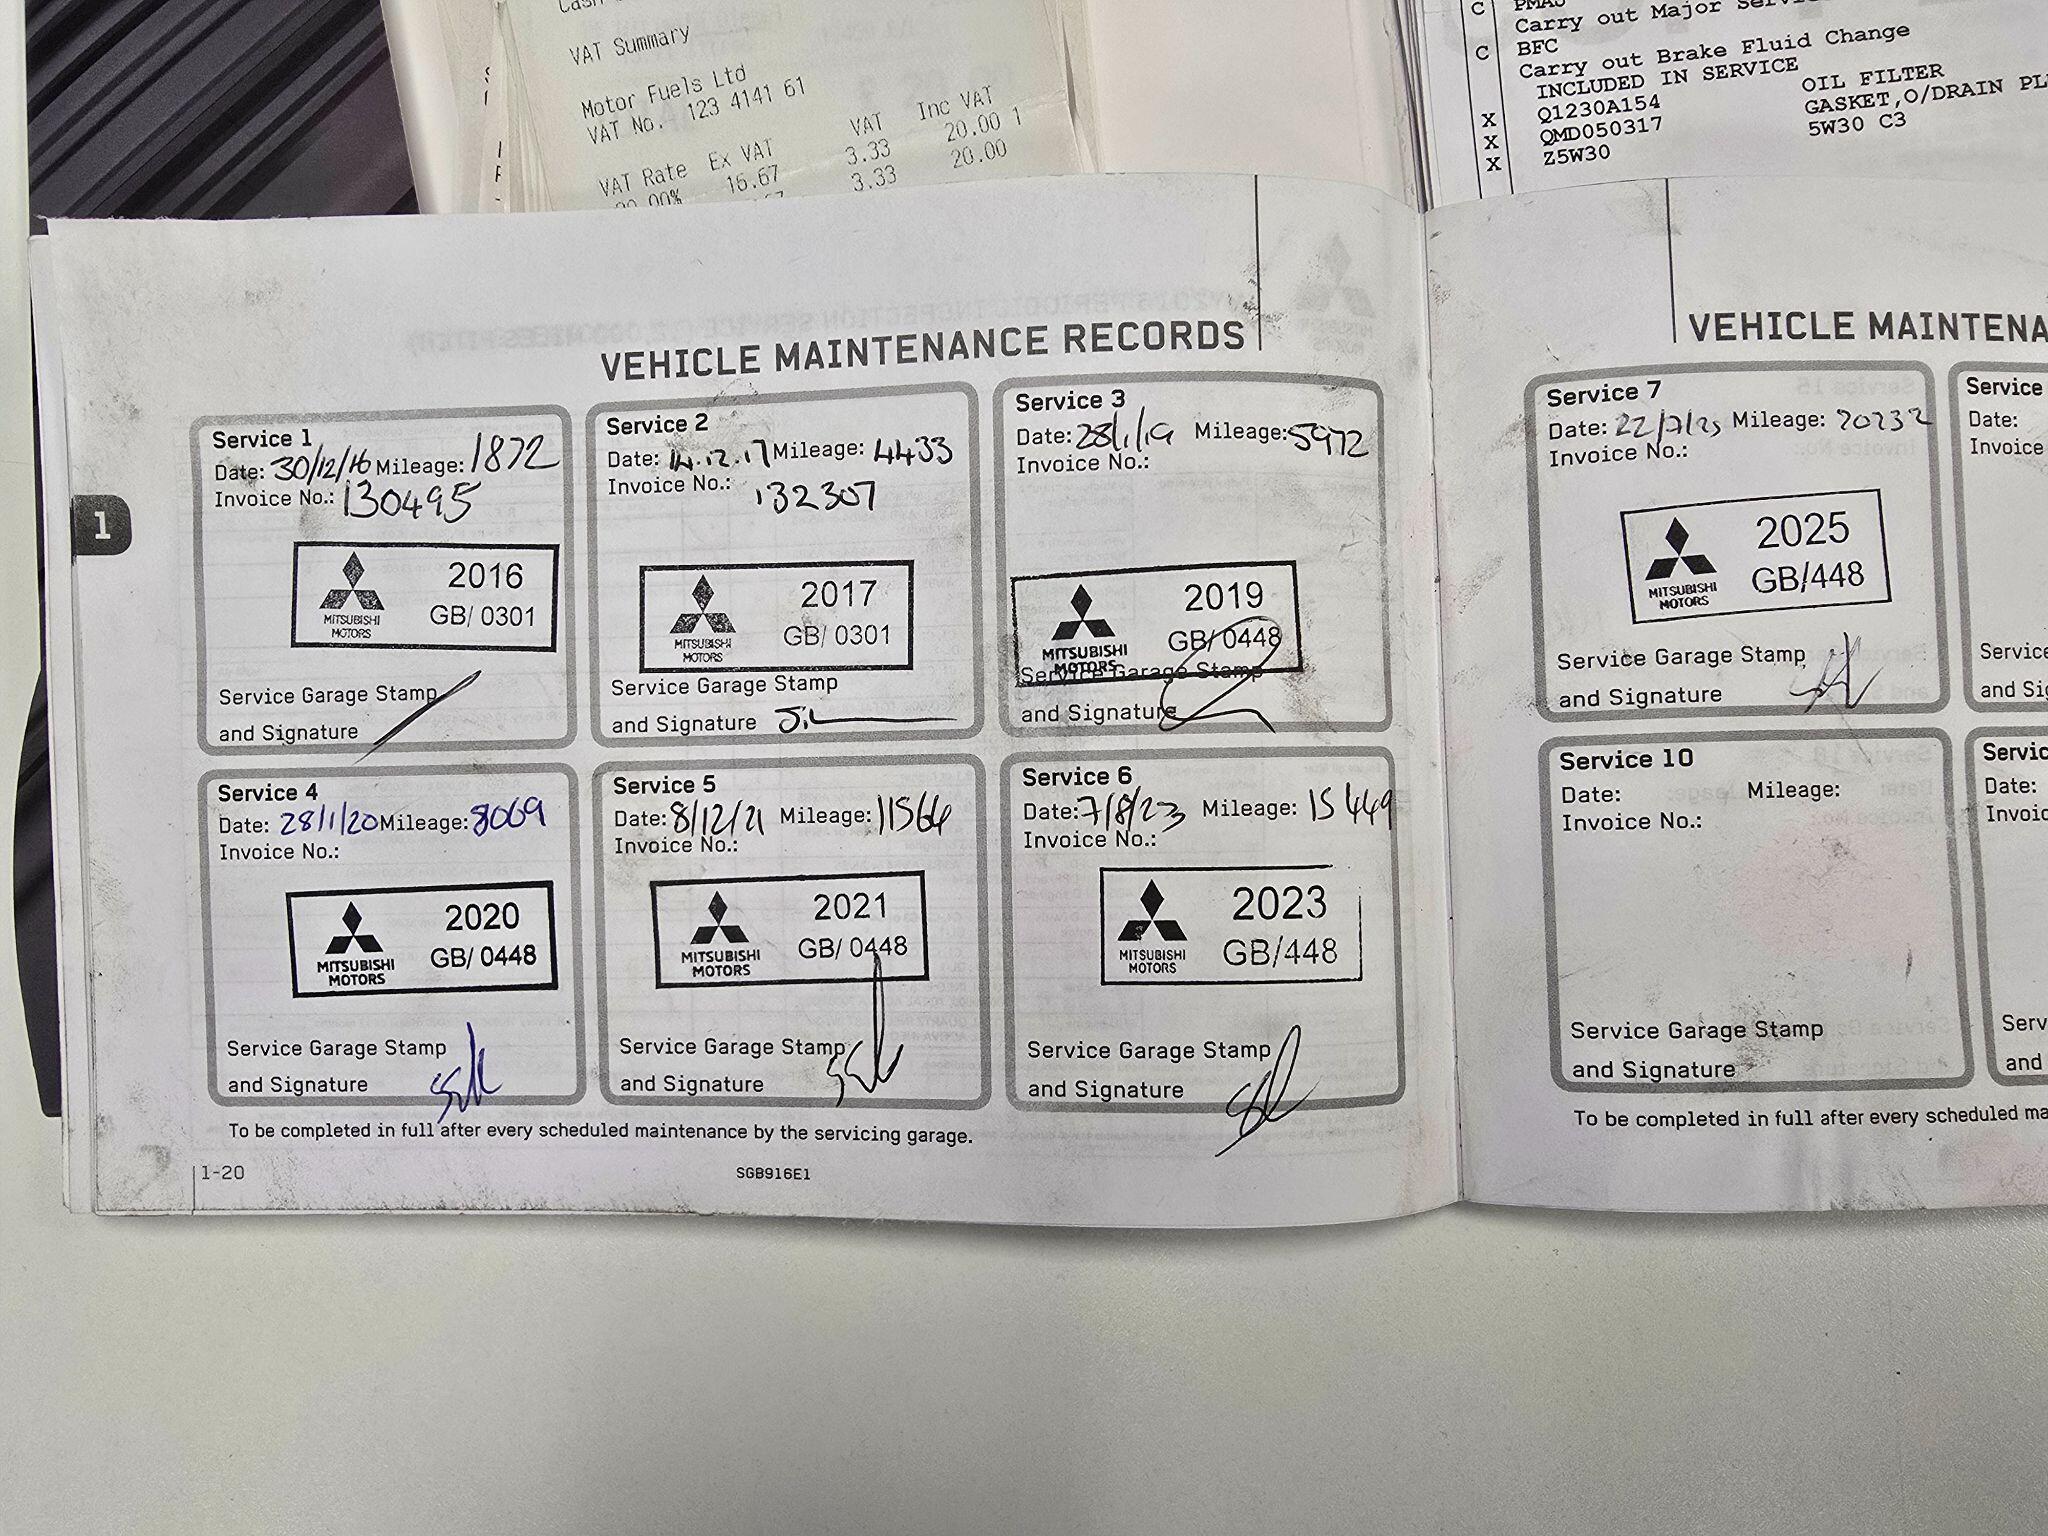 VAT Summary
Motor Fuels Ltd
VAT No. 123 4141 61
VAT Rate Ex VAT VAT Inc VAT
16.67 3.33 20.00 1
3.33 20.00
C
Carry out Major
C BFC
Carry out Brake Fluid Change
INCLUDED IN SERVICE
X Q1230A154 OIL FILTER
X QMD050317 GASKET,O/DRAIN
X Z5W30 5W30 C3
VEHICLE MAINTENANCE RECORDS
1
Service 1
Date: 30/12/16 Mileage: 1872
Invoice No.: 130495
MITSUBISHI
MOTORS
2016
GB/ 0301
Service Garage Stamp
and Signature
Service 2
Date: 14.12.17 Mileage: 4433
Invoice No.: 132307
MITSUBISHI
MOTORS
2017
GB/ 0301
Service Garage Stamp
and Signature
Service 3
Date: 28/1/19 Mileage: 5972
Invoice No.:
MITSUBISHI
MOTORS
2019
GB/ 0448
Service Garage Stamp
and Signature
Service 4
Date: 28/1/20 Mileage: 8069
Invoice No.:
MITSUBISHI
MOTORS
2020
GB/ 0448
Service Garage Stamp
and Signature
Service 5
Date: 8/12/21 Mileage: 11564
Invoice No.:
MITSUBISHI
MOTORS
2021
GB/ 0448
Service Garage Stamp
and Signature
Service 6
Date: 7/8/23 Mileage: 15449
Invoice No.:
MITSUBISHI
MOTORS
2023
GB/448
Service Garage Stamp
and Signature
To be completed in full after every scheduled maintenance by the servicing garage.
1-20
SGB916E1
VEHICLE
Service 7
Date: 22/7/25 Mileage: 20232
Invoice No.:
MITSUBISHI
MOTORS
2025
GB/448
Service Garage Stamp
and Signature
Service
Date:
Invoice
and
Service 10
Date: Mileage:
Invoice No.:
Service Garage Stamp
and Signature
Date:
and
To be completed in full after every scheduled